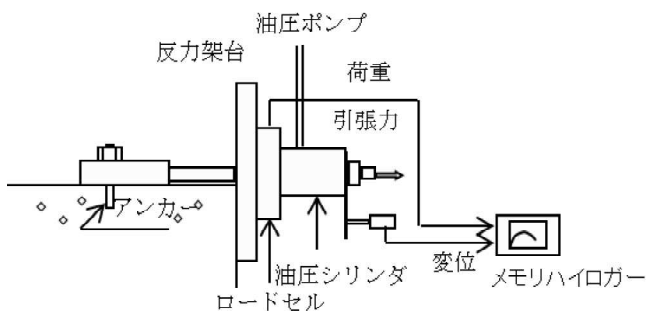 油圧ポンプ
反力架台
荷重
引張力
アンカー
変位
油圧シリンダ
メモリハイロガー
ロードセル